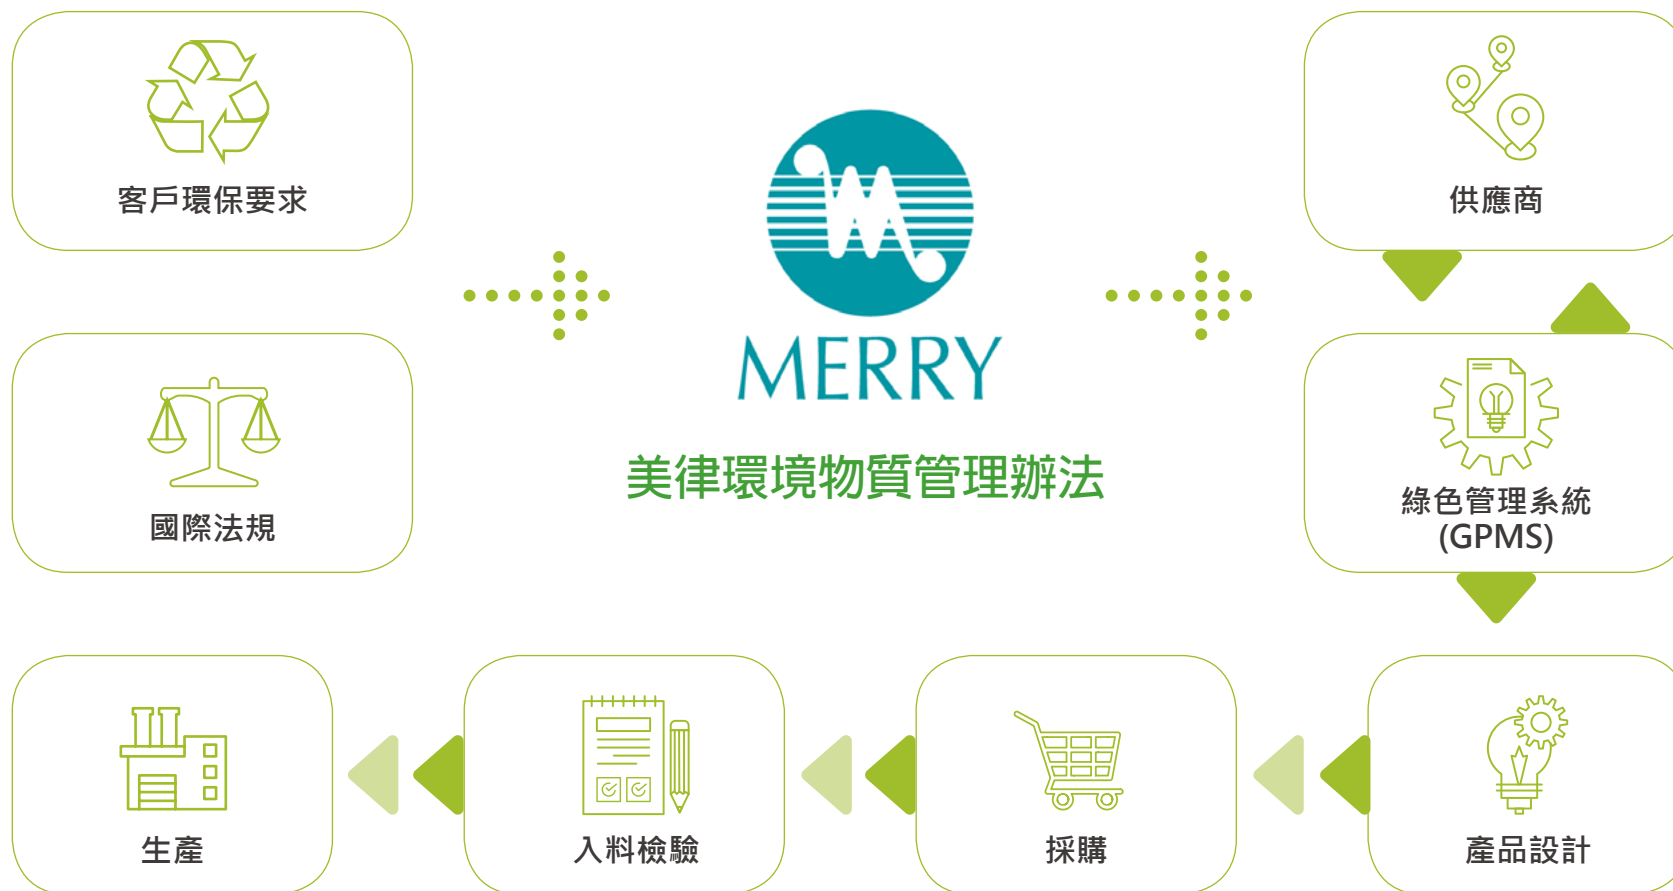 客戶環保要求
國際法規
MERRY
美律環境物質管理辦法
供應商
綠色管理系統
(GPMS)
產品設計
採購
入料檢驗
生產